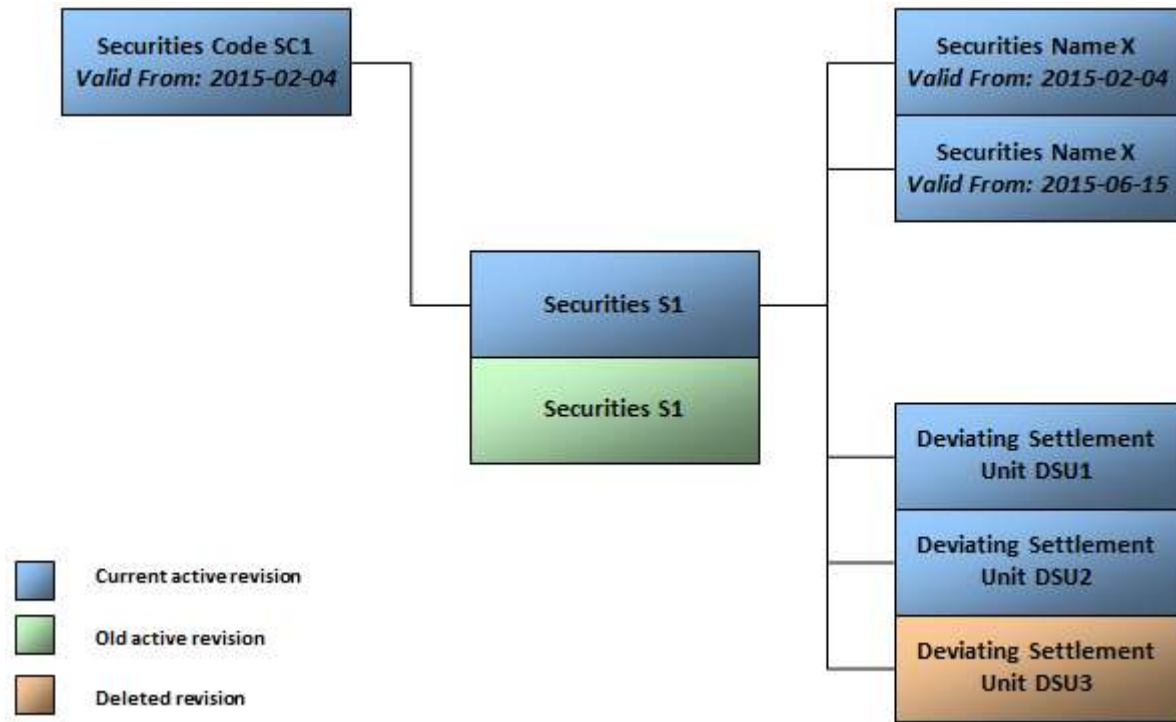 Securities Code SC1
Valid From: 2015-02-04
Securities Name X
Valid From: 2015-02-04
Securities Name X
Valid From: 2015-06-15
Securities S1
Securities S1
Deviating Settlement
Unit DSU1
Deviating Settlement
Unit DSU2
Deviating Settlement
Unit DSU3
Current active revision
Old active revision
Deleted revision